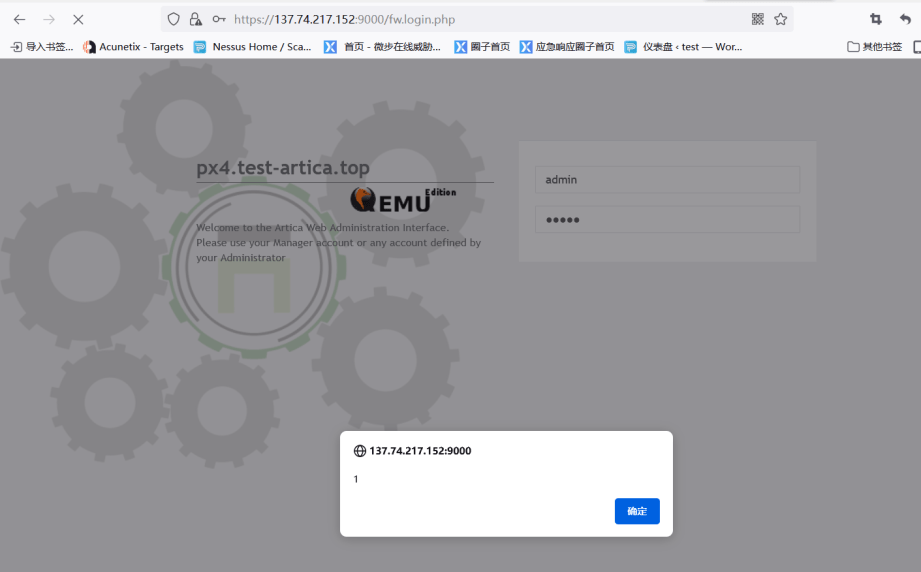 https://137.74.217.152:9000/fw.login.php
导入书签... Acunetix - Targets Nessus Home / Sca... 首页 - 微步在线威胁... 圈子首页 应急响应圈子首页 仪表盘 ‹ test — Wor... 其他书签
px4.test-artica.top
QEMU Edition
Welcome to the Artica Web Administration Interface.
Please use your Manager account or any account defined by
your Administrator
admin
●●●●●
137.74.217.152:9000
1
确定